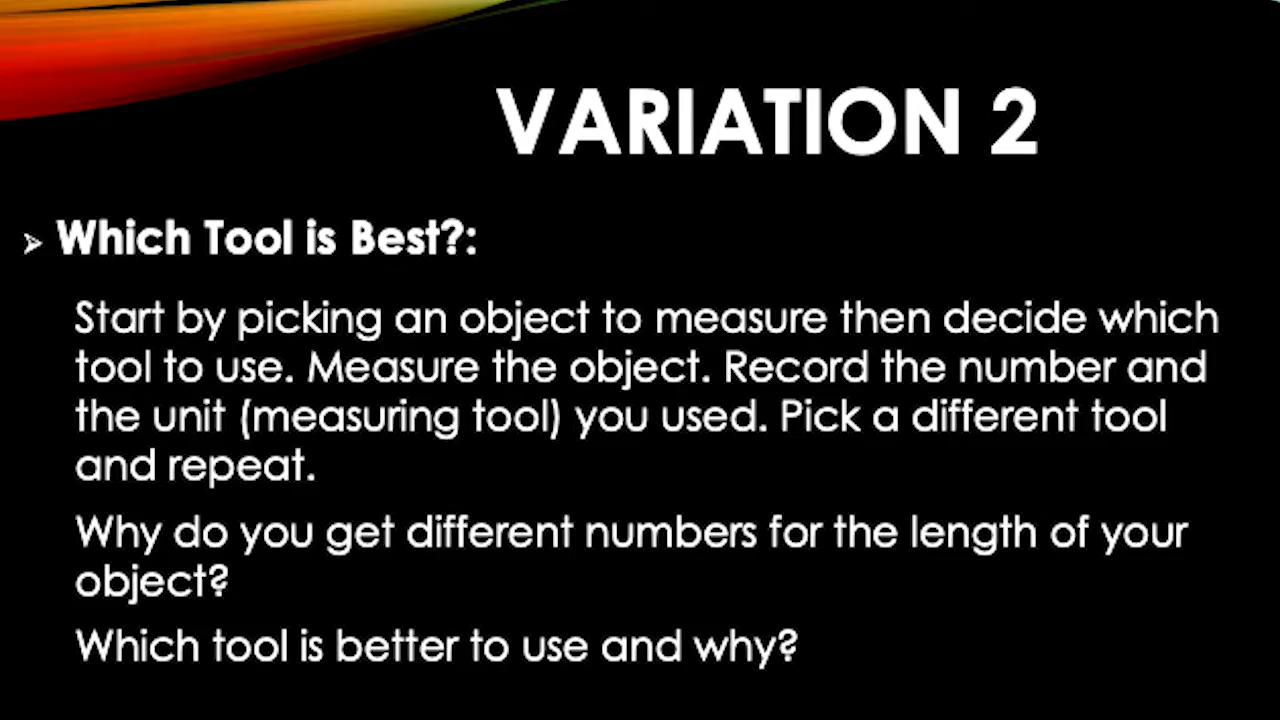 VARIATION 2
➢ Which Tool is Best?:
Start by picking an object to measure then decide which
tool to use. Measure the object. Record the number and
the unit (measuring tool) you used. Pick a different tool
and repeat.
Why do you get different numbers for the length of your
object?
Which tool is better to use and why?